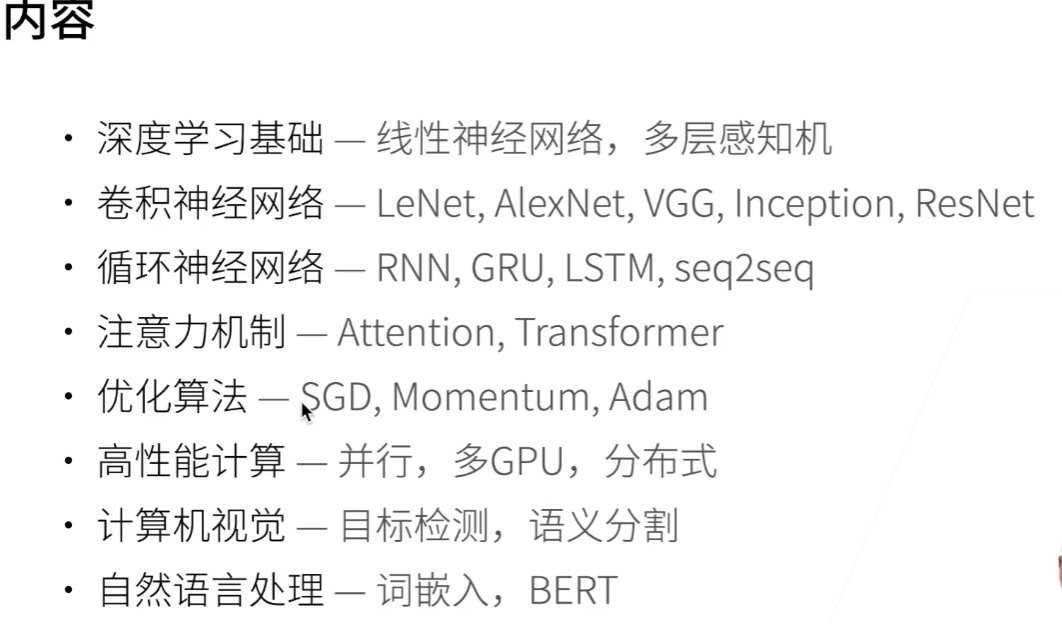 内容
• 深度学习基础 — 线性神经网络，多层感知机
• 卷积神经网络 — LeNet, AlexNet, VGG, Inception, ResNet
• 循环神经网络 — RNN, GRU, LSTM, seq2seq
• 注意力机制 — Attention, Transformer
• 优化算法 — SGD, Momentum, Adam
• 高性能计算 — 并行，多GPU，分布式
• 计算机视觉 — 目标检测，语义分割
• 自然语言处理 — 词嵌入，BERT